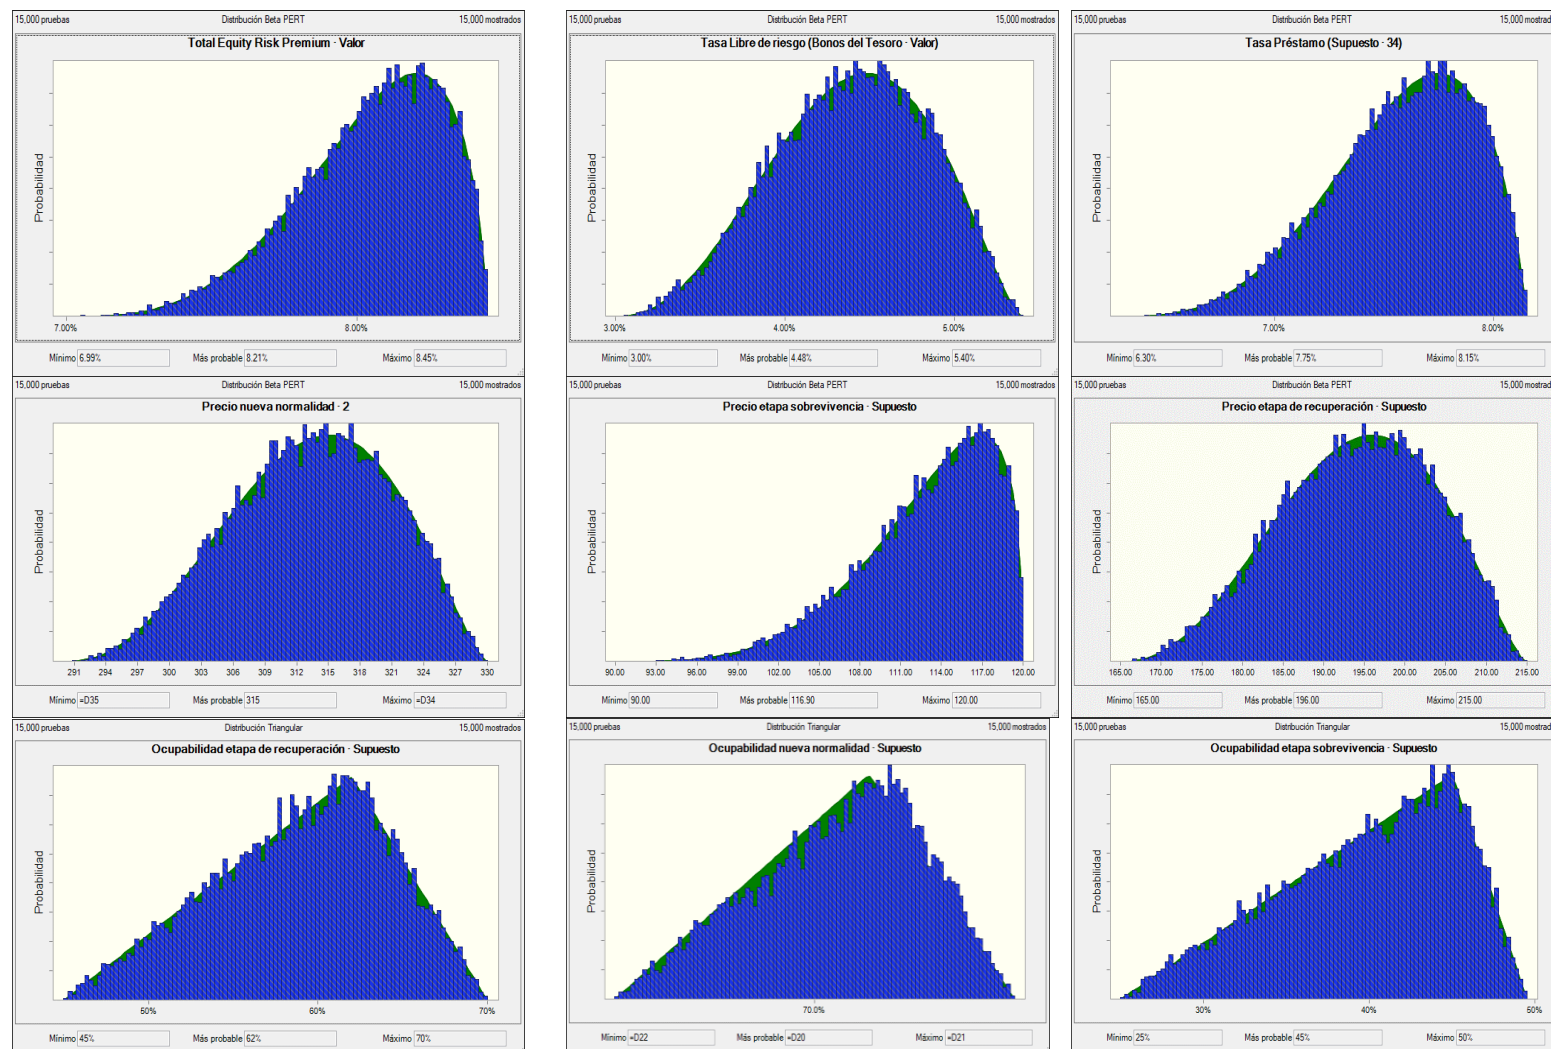 15,000 pruebas Distribución Beta PERT 15,000 mostrados
Total Equity Risk Premium - Valor
Probabilidad
7.00% 8.00%
Mínimo 6.99% Más probable 8.21% Máximo 8.45%
15,000 pruebas Distribución Beta PERT 15,000 mostrados
Tasa Libre de riesgo (Bonos del Tesoro - Valor)
Probabilidad
3.00% 4.00% 5.00%
Mínimo 3.00% Más probable 4.48% Máximo 5.40%
15,000 pruebas Distribución Beta PERT 15,000 mostrad
Tasa Préstamo (Supuesto - 34)
Probabilidad
7.00% 8.00%
Mínimo 6.30% Más probable 7.75% Máximo 8.15%
15,000 pruebas Distribución Beta PERT 15,000 mostrados
Precio nueva normalidad - 2
Probabilidad
291 294 297 300 303 306 309 312 315 318 321 324 327 330
Mínimo =D35 Más probable 315 Máximo =D34
15,000 pruebas Distribución Beta PERT 15,000 mostrados
Precio etapa sobrevivencia - Supuesto
Probabilidad
90.00 93.00 96.00 99.00 102.00 105.00 108.00 111.00 114.00 117.00 120.00
Mínimo 90.00 Más probable 116.90 Máximo 120.00
15,000 pruebas Distribución Beta PERT 15,000 mostrad
Precio etapa de recuperación - Supuesto
Probabilidad
165.00 170.00 175.00 180.00 185.00 190.00 195.00 200.00 205.00 210.00 215.00
Mínimo 165.00 Más probable 196.00 Máximo 215.00
15,000 pruebas Distribución Triangular 15,000 mostrados
Ocupabilidad etapa de recuperación - Supuesto
Probabilidad
50% 60% 70%
Mínimo 45% Más probable 62% Máximo 70%
15,000 pruebas Distribución Triangular 15,000 mostrados
Ocupabilidad nueva normalidad - Supuesto
Probabilidad
70.0%
Mínimo =D22 Más probable =D20 Máximo =D21
15,000 pruebas Distribución Triangular 15,000 mostrad
Ocupabilidad etapa sobrevivencia - Supuesto
Probabilidad
30% 40% 50%
Mínimo 25% Más probable 45% Máximo 50%